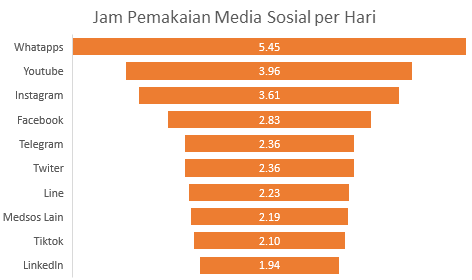 Jam Pemakaian Media Sosial per Hari
Whatapps 5.45
Youtube 3.96
Instagram 3.61
Facebook 2.83
Telegram 2.36
Twiter 2.36
Line 2.23
Medsos Lain 2.19
Tiktok 2.10
LinkedIn 1.94